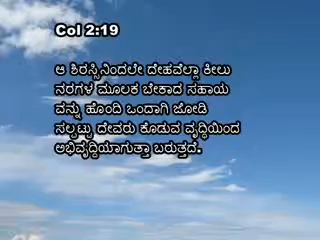 Col 2:19
ಆ ಶಿರಸ್ಸಿನಿಂದಲೇ ದೇಹವೆಲ್ಲಾ ಕೀಲು
ನರಗಳ ಮೂಲಕ ಬೇಕಾದ ಸಹಾಯ
ವನ್ನು ಹೊಂದಿ ಒಂದಾಗಿ ಜೋಡಿ
ಸಲ್ಪಟ್ಟು ದೇವರು ಕೊಡುವ ವೃದ್ಧಿಯಿಂದ
ಅಭಿವೃದ್ಧಿಯಾಗುತ್ತಾ ಬರುತ್ತದೆ.